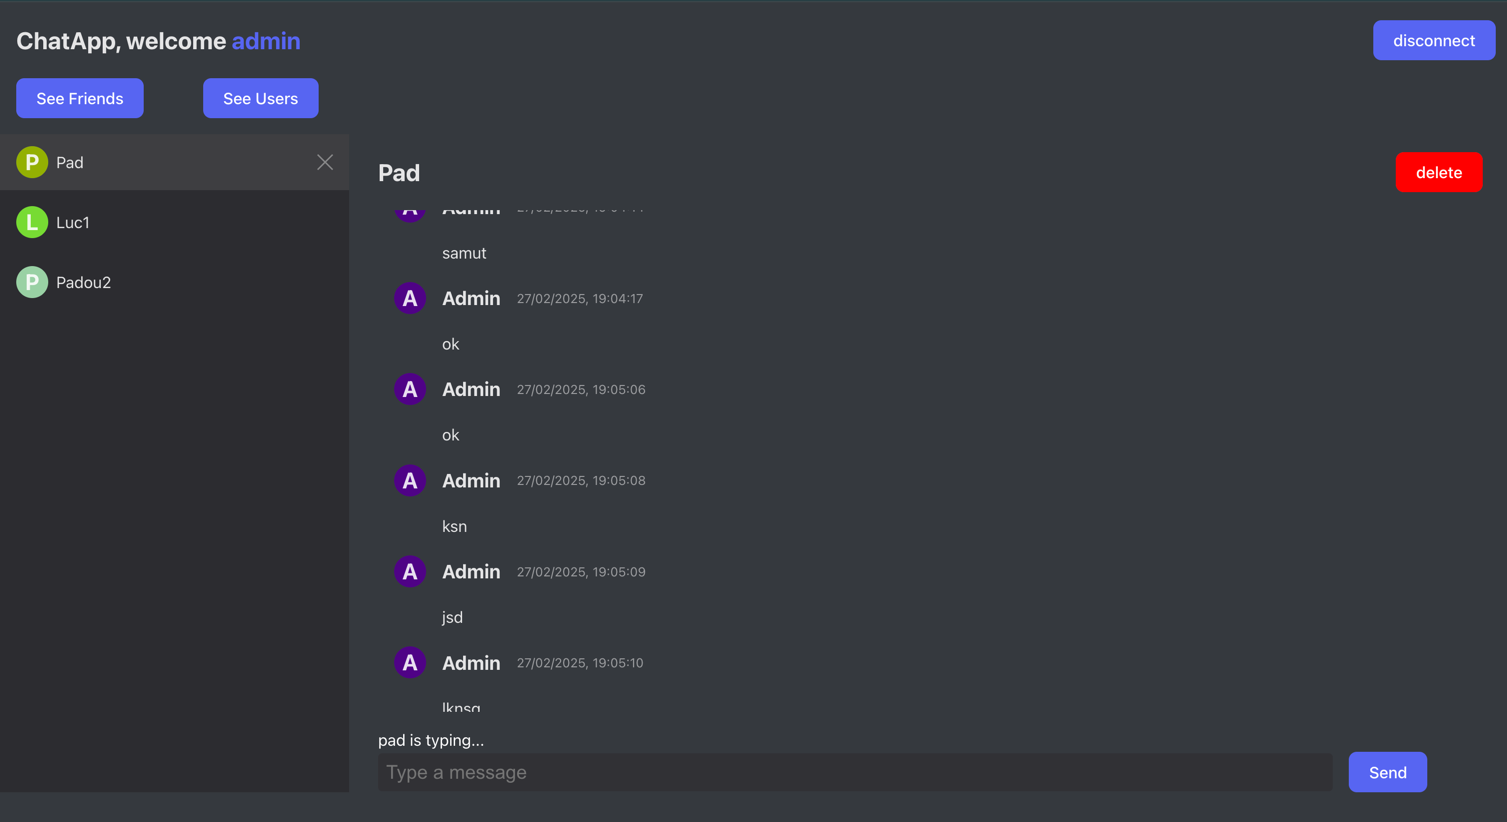 ChatApp, welcome admin
disconnect
See Friends
See Users
P Pad
L Luc1
P Padou2
Pad
delete
A Admin
samut
A Admin 27/02/2025, 19:04:17
ok
A Admin 27/02/2025, 19:05:06
ok
A Admin 27/02/2025, 19:05:08
ksn
A Admin 27/02/2025, 19:05:09
jsd
A Admin 27/02/2025, 19:05:10
pad is typing...
Type a message
Send